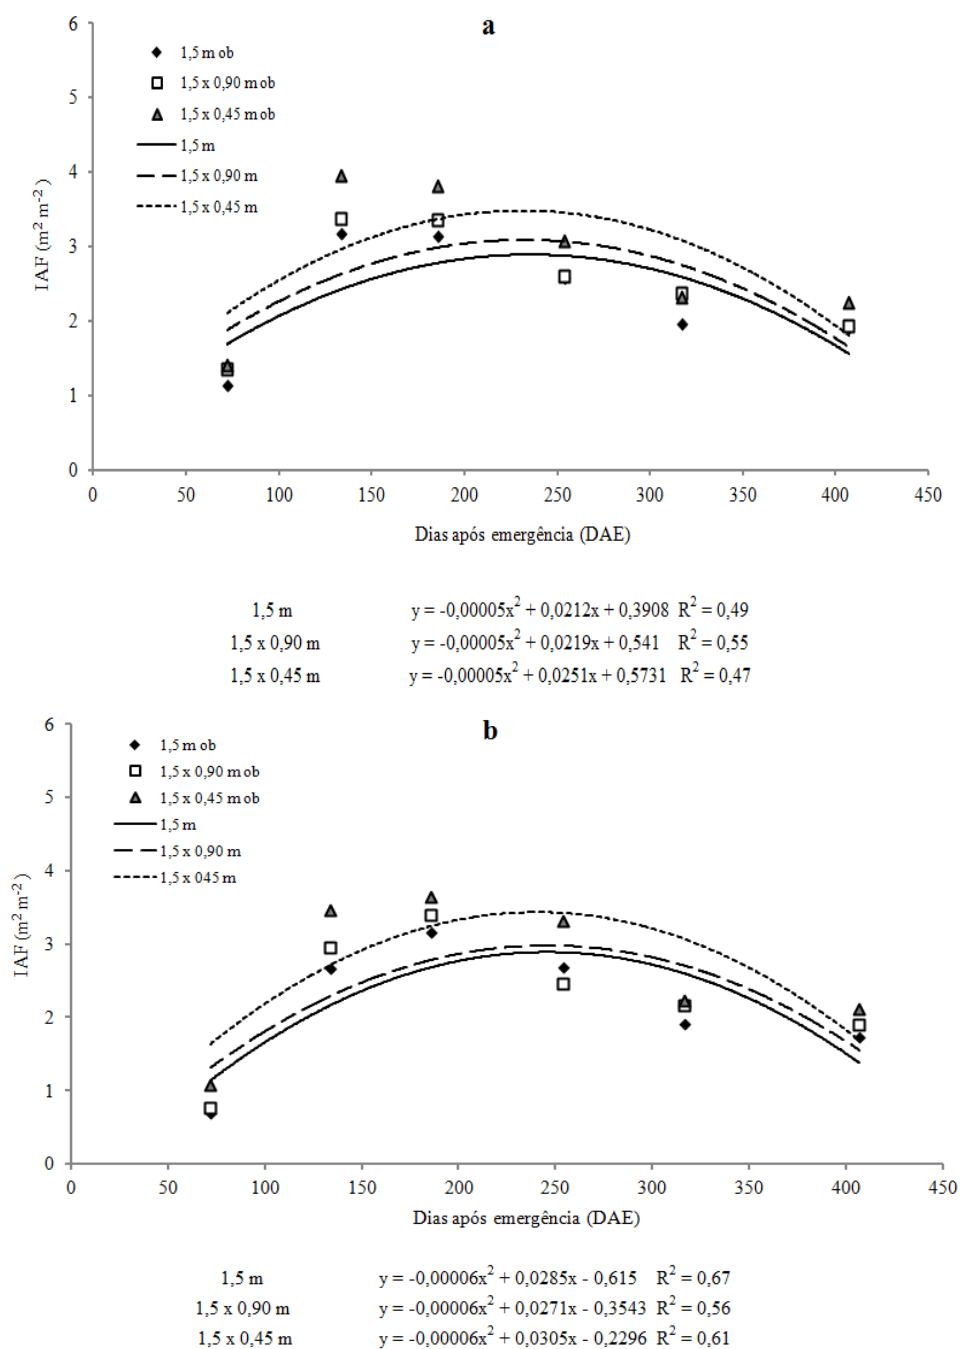 a
6
5
4
3
2
1
0
IAF (m² m⁻²)
1,5 m ob
1,5 x 0,90 m ob
1,5 x 0,45 m ob
1,5 m
1,5 x 0,90 m
1,5 x 0,45 m
0 50 100 150 200 250 300 350 400 450
Dias após emergência (DAE)
1,5 m y = -0,00005x² + 0,0212x + 0,3908 R² = 0,49
1,5 x 0,90 m y = -0,00005x² + 0,0219x + 0,541 R² = 0,55
1,5 x 0,45 m y = -0,00005x² + 0,0251x + 0,5731 R² = 0,47
b
6
5
4
3
2
1
0
IAF (m² m⁻²)
1,5 m ob
1,5 x 0,90 m ob
1,5 x 0,45 m ob
1,5 m
1,5 x 0,90 m
1,5 x 045 m
0 50 100 150 200 250 300 350 400 450
Dias após emergência (DAE)
1,5 m y = -0,00006x² + 0,0285x - 0,615 R² = 0,67
1,5 x 0,90 m y = -0,00006x² + 0,0271x - 0,3543 R² = 0,56
1,5 x 0,45 m y = -0,00006x² + 0,0305x - 0,2296 R² = 0,61